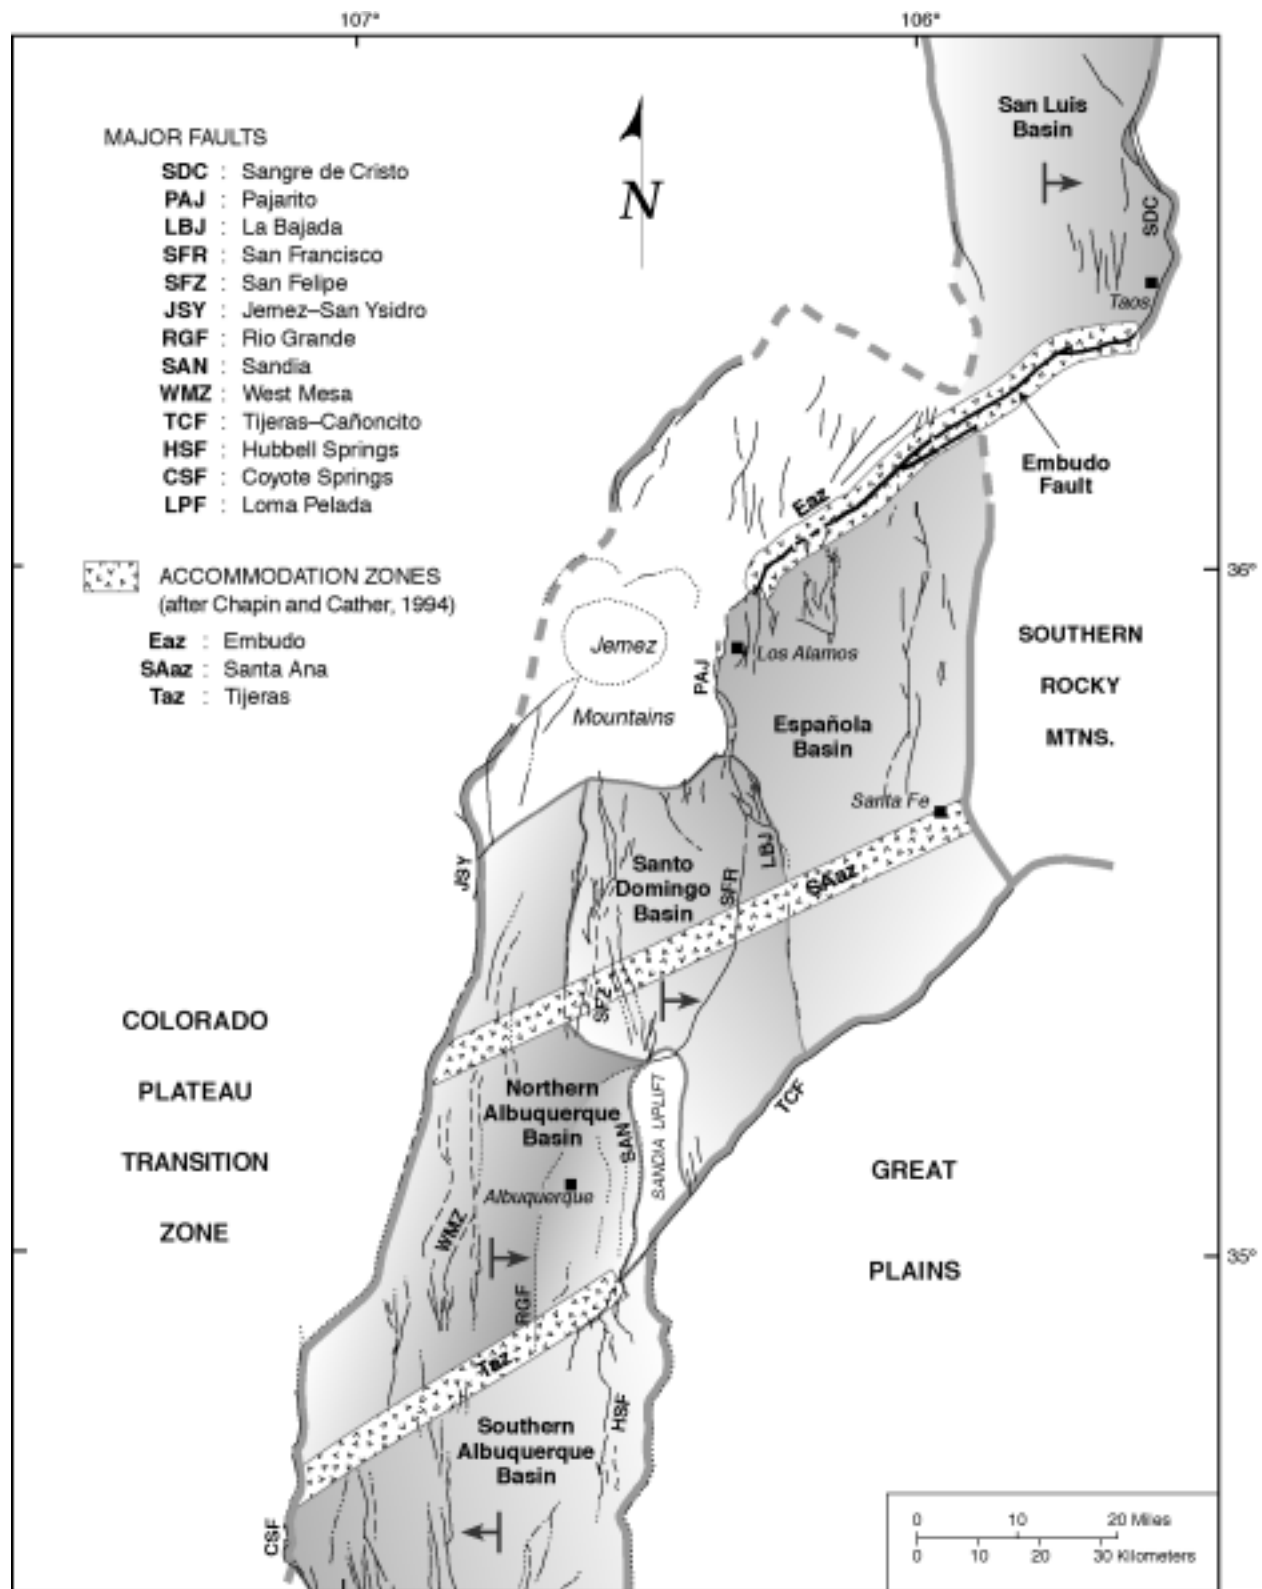 107°
106°
San Luis
Basin
MAJOR FAULTS
SDC : Sangre de Cristo
PAJ : Pajarito
LBJ : La Bajada
SFR : San Francisco
SFZ : San Felipe
JSY : Jemez–San Ysidro
RGF : Rio Grande
SAN : Sandia
WMZ : West Mesa
TCF : Tijeras–Cañoncito
HSF : Hubbell Springs
CSF : Coyote Springs
LPF : Loma Pelada
N
SDC
Taos
Embudo
Fault
Eaz
ACCOMMODATION ZONES
(after Chapin and Cather, 1994)
Eaz : Embudo
SAaz : Santa Ana
Taz : Tijeras
36°
Jemez
Mountains
PAJ
Los Alamos
SOUTHERN
ROCKY
MTNS.
Española
Basin
Santa Fe
JSY
Santo
Domingo
Basin
SFR
LBJ
SAaz
SFZ
COLORADO
PLATEAU
TRANSITION
ZONE
Northern
Albuquerque
Basin
SAN
SANDIA UPLIFT
TCF
Albuquerque
WMZ
RGF
GREAT
PLAINS
35°
Taz
HSF
Southern
Albuquerque
Basin
CSF
0 10 20 Miles
0 10 20 30 Kilometers